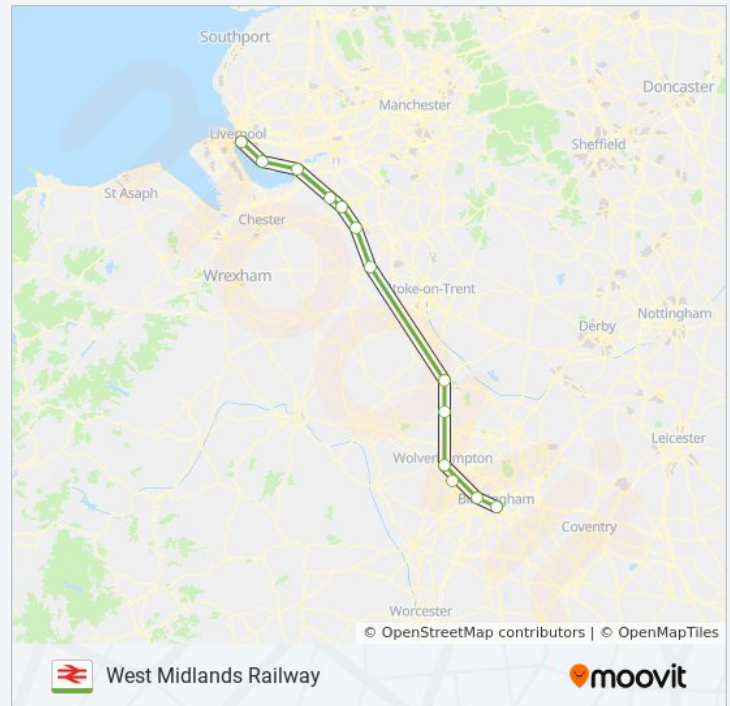 Southport
Doncaster
Manchester
Liverpool
Sheffield
St Asaph
Chester
Wrexham
toke-on-Trent
Nottingham
Derby
Leicester
Wolverhampton
Birmingham
Coventry
Worcester
© OpenStreetMap contributors | © OpenMapTiles
West Midlands Railway
moovit